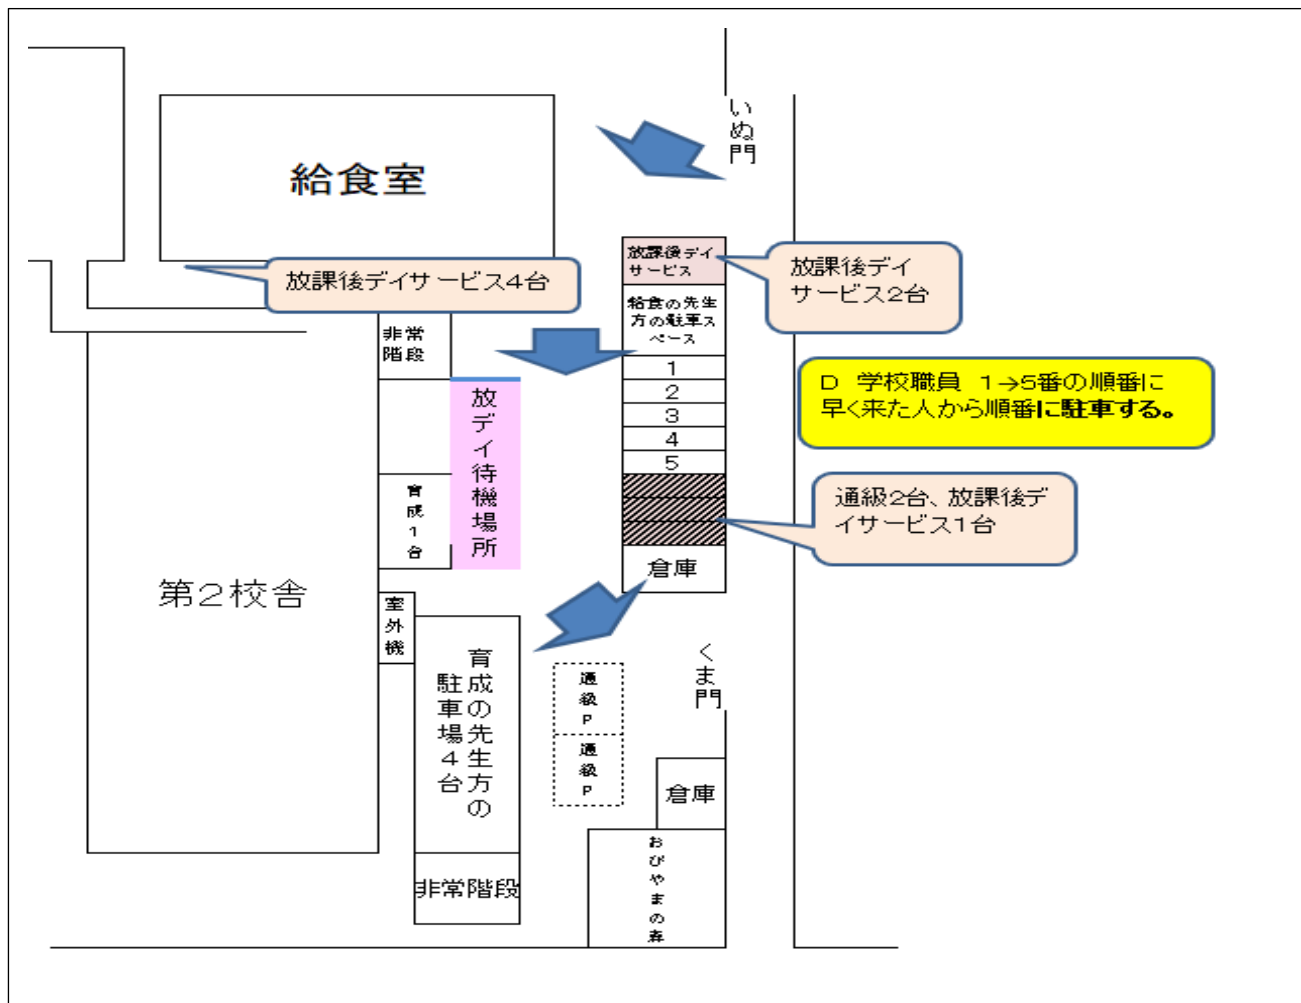 いぬ門
給食室
放課後デイ
サービス
放課後デイ
サービス2台
放課後デイサービス4台
給食の先生
方の駐車ス
ペース
非常
階段
1
2
3
4
5
D　学校職員　1→5番の順番に
早く来た人から順番に駐車する。
放デイ待機場所
育成1台
通級2台、放課後デ
イサービス1台
倉庫
第2校舎
室外機
育成の先生方の
駐車場4台
くま門
通級P
通級P
倉庫
非常階段
おびやまの森